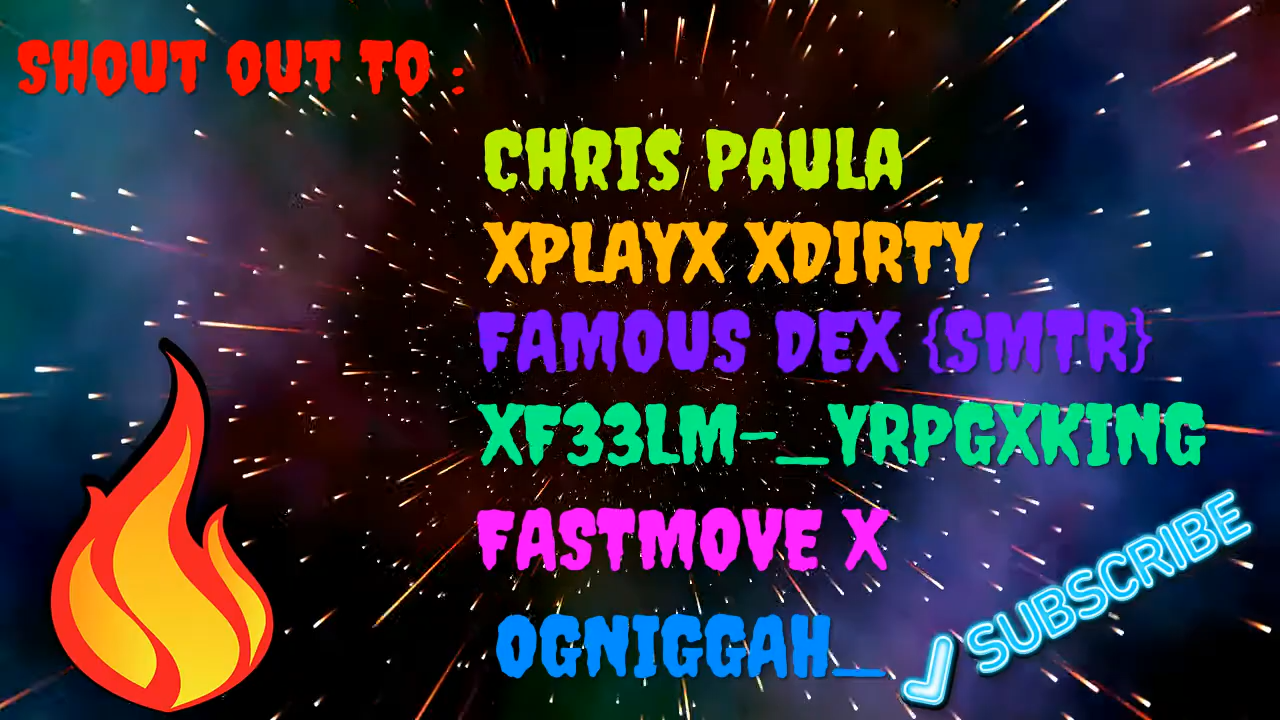 SHOUT OUT TO :
CHRIS PAULA
XPLAYX XDIRTY
FAMOUS DEX {SMTR}
XF33LM-_YRPGXKING
FASTMOVE X
OGNIGGAH_
SUBSCRIBE